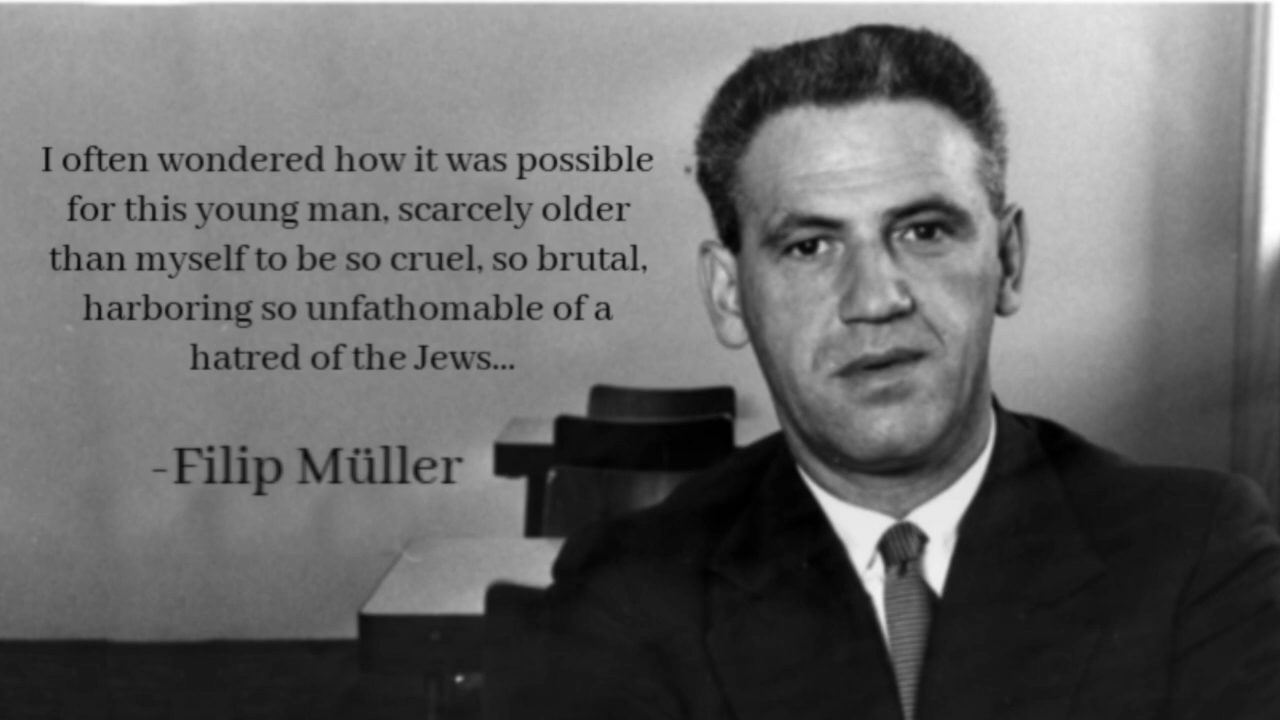 I often wondered how it was possible
for this young man, scarcely older
than myself to be so cruel, so brutal,
harboring so unfathomable of a
hatred of the Jews...
-Filip Müller